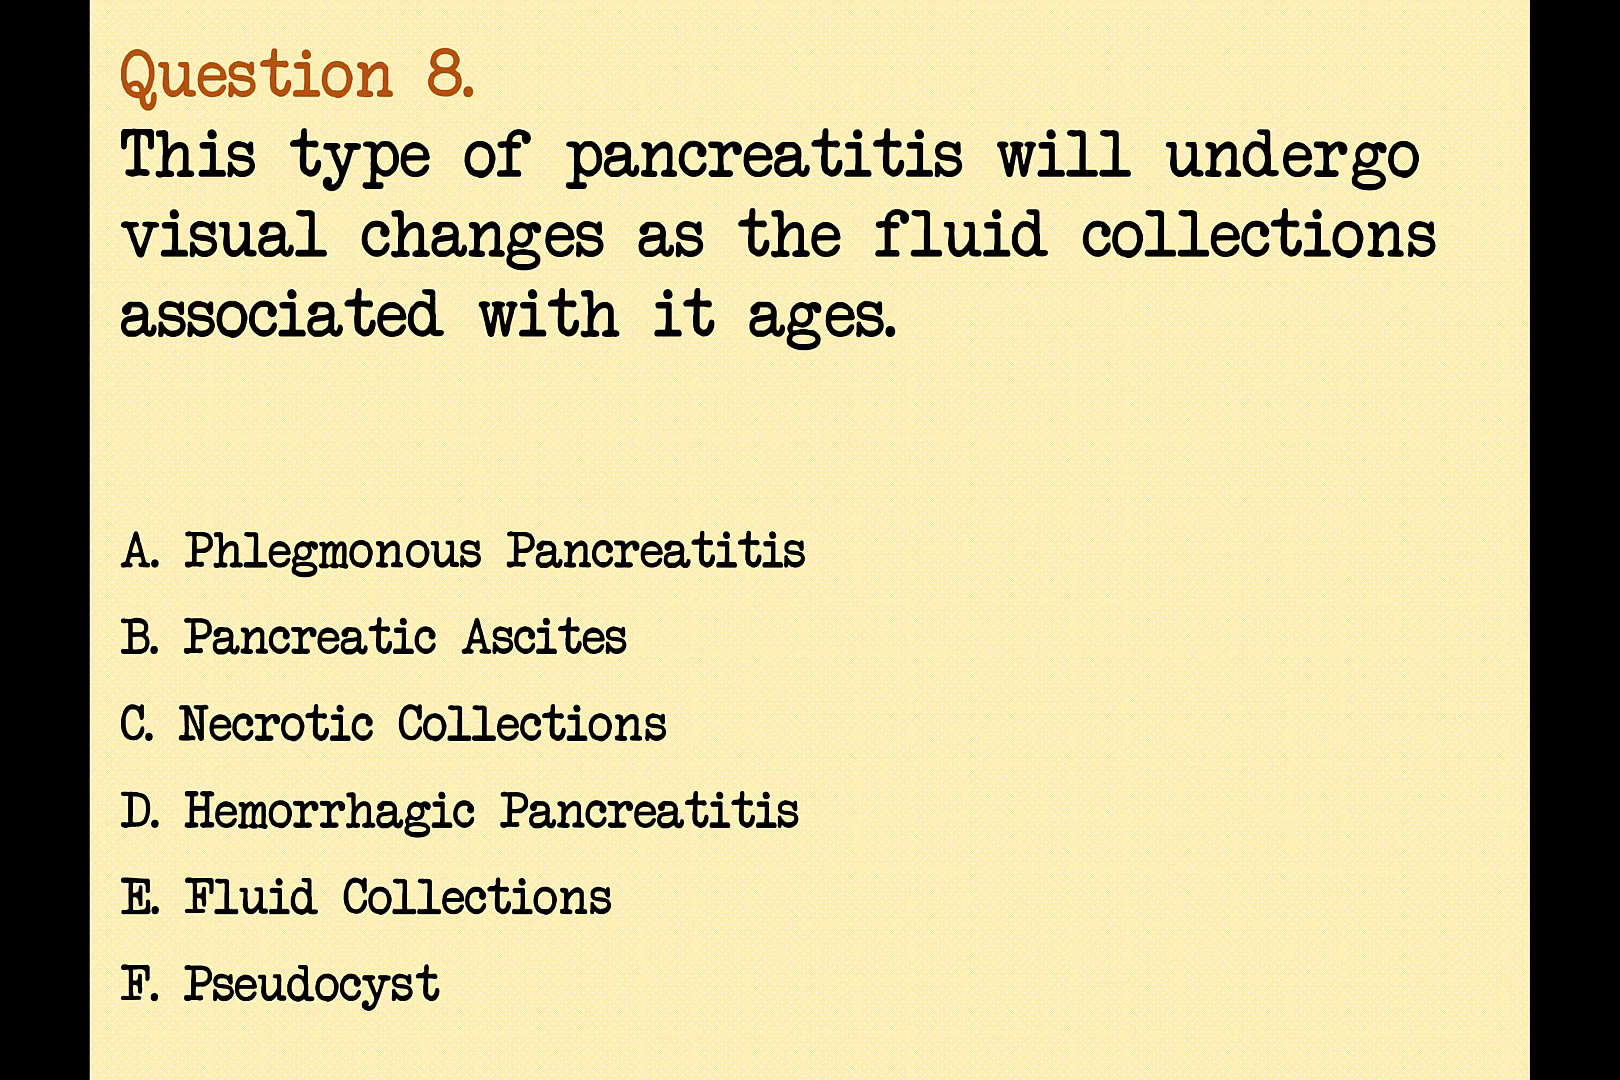 Question 8.
This type of pancreatitis will undergo
visual changes as the fluid collections
associated with it ages.
A. Phlegmonous Pancreatitis
B. Pancreatic Ascites
C. Necrotic Collections
D. Hemorrhagic Pancreatitis
E. Fluid Collections
F. Pseudocyst